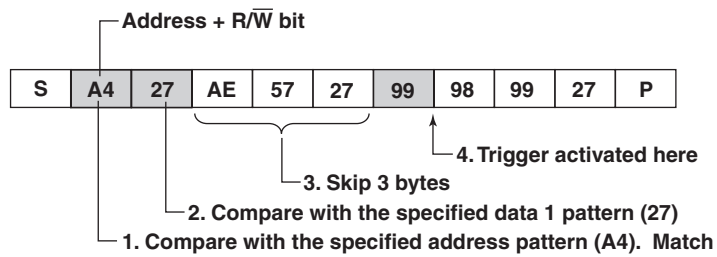 Address + R/W̅ bit
S A4 27 AE 57 27 99 98 99 27 P
4. Trigger activated here
3. Skip 3 bytes
2. Compare with the specified data 1 pattern (27)
1. Compare with the specified address pattern (A4). Match